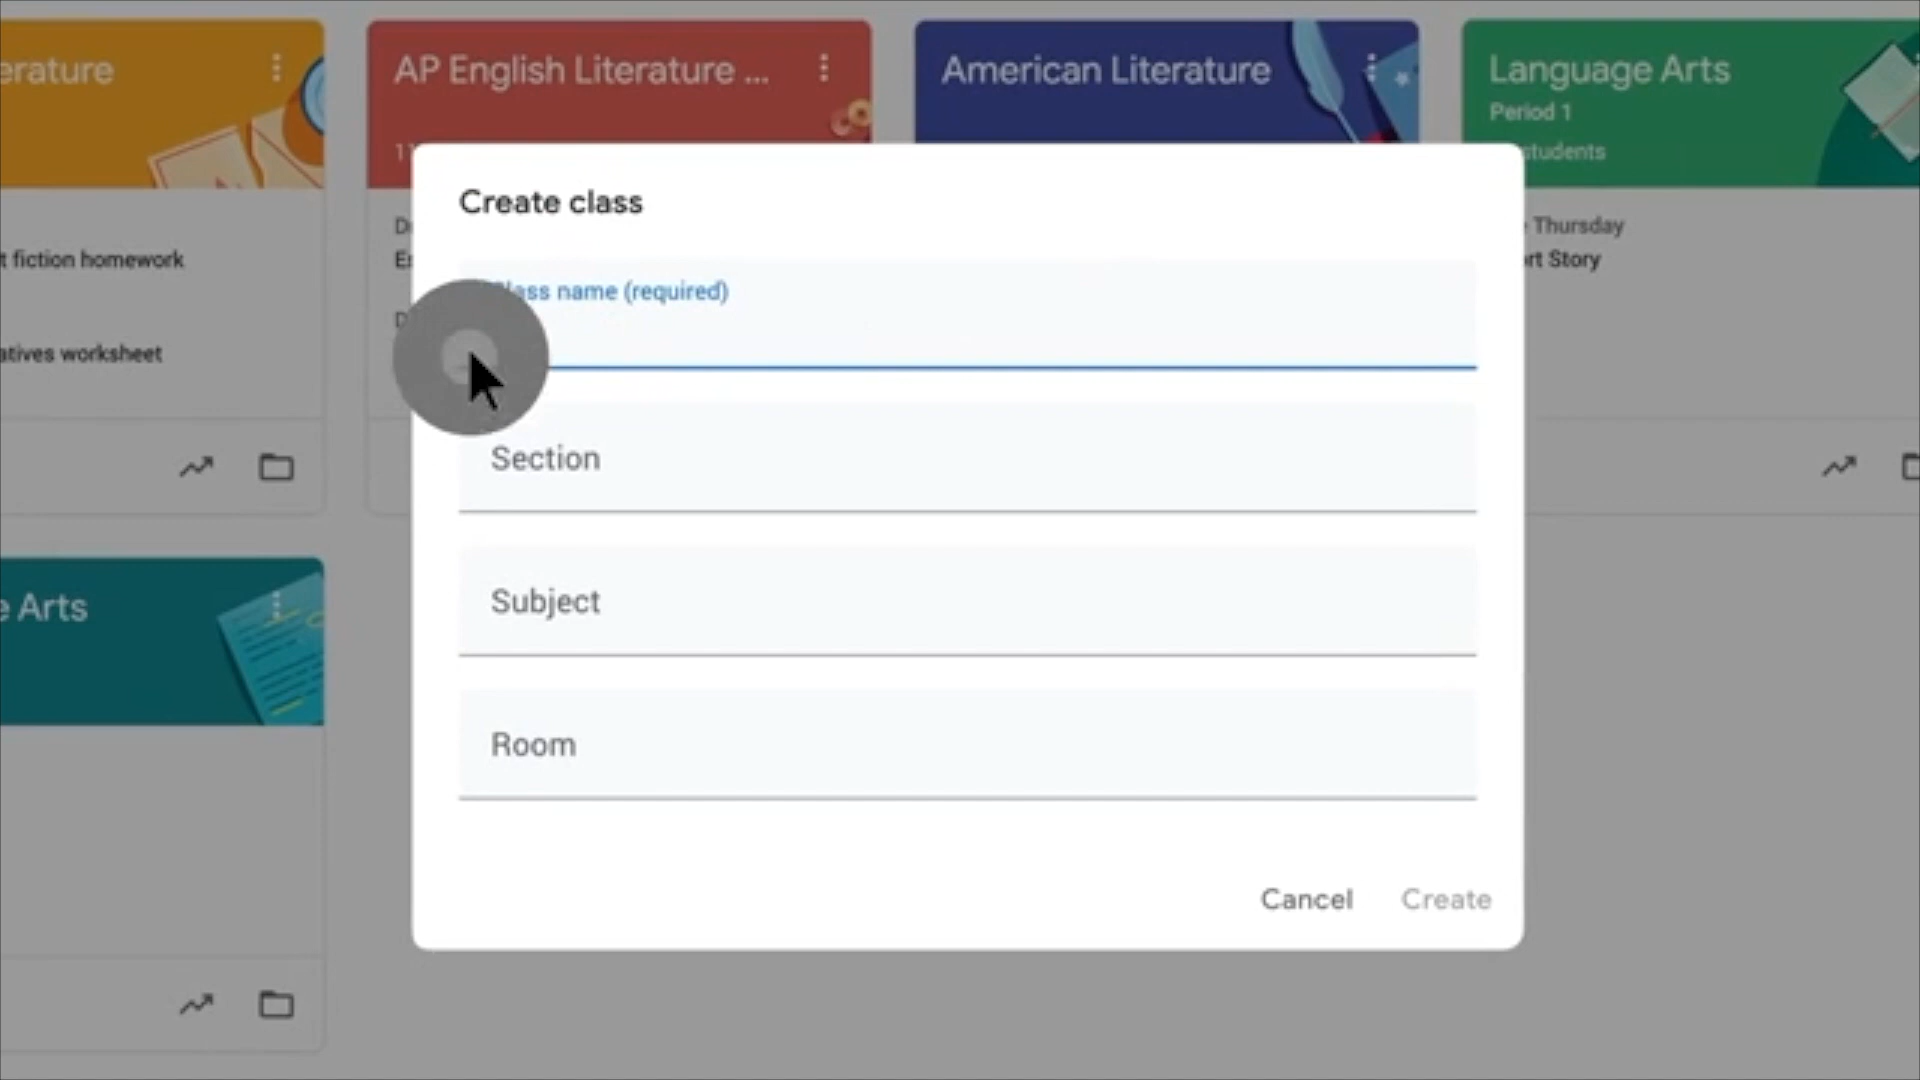 erature
AP English Literature ...
American Literature
Language Arts
Period 1
students
Create class
Class name (required)
t fiction homework
Thursday
rt Story
atives worksheet
Section
Subject
e Arts
Room
Cancel
Create